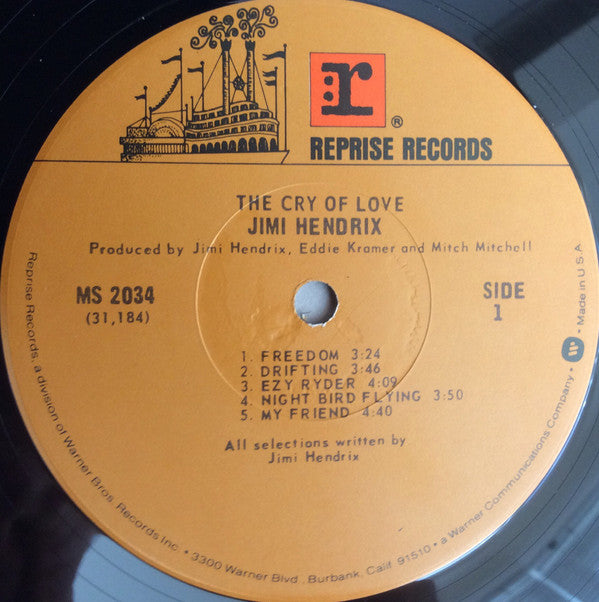 r ®
REPRISE RECORDS
THE CRY OF LOVE
JIMI HENDRIX
Produced by Jimi Hendrix, Eddie Kramer and Mitch Mitchell
MS 2034
(31,184)
SIDE
1
1. FREEDOM 3:24
2. DRIFTING 3:46
3. EZY RYDER 4:09
4. NIGHT BIRD FLYING 3:50
5. MY FRIEND 4:40
All selections written by
Jimi Hendrix
Reprise Records, a division of Warner Bros. Records Inc. • 3300 Warner Blvd., Burbank, Calif. 91510 • a Warner Communications Company • W • Made in U.S.A.